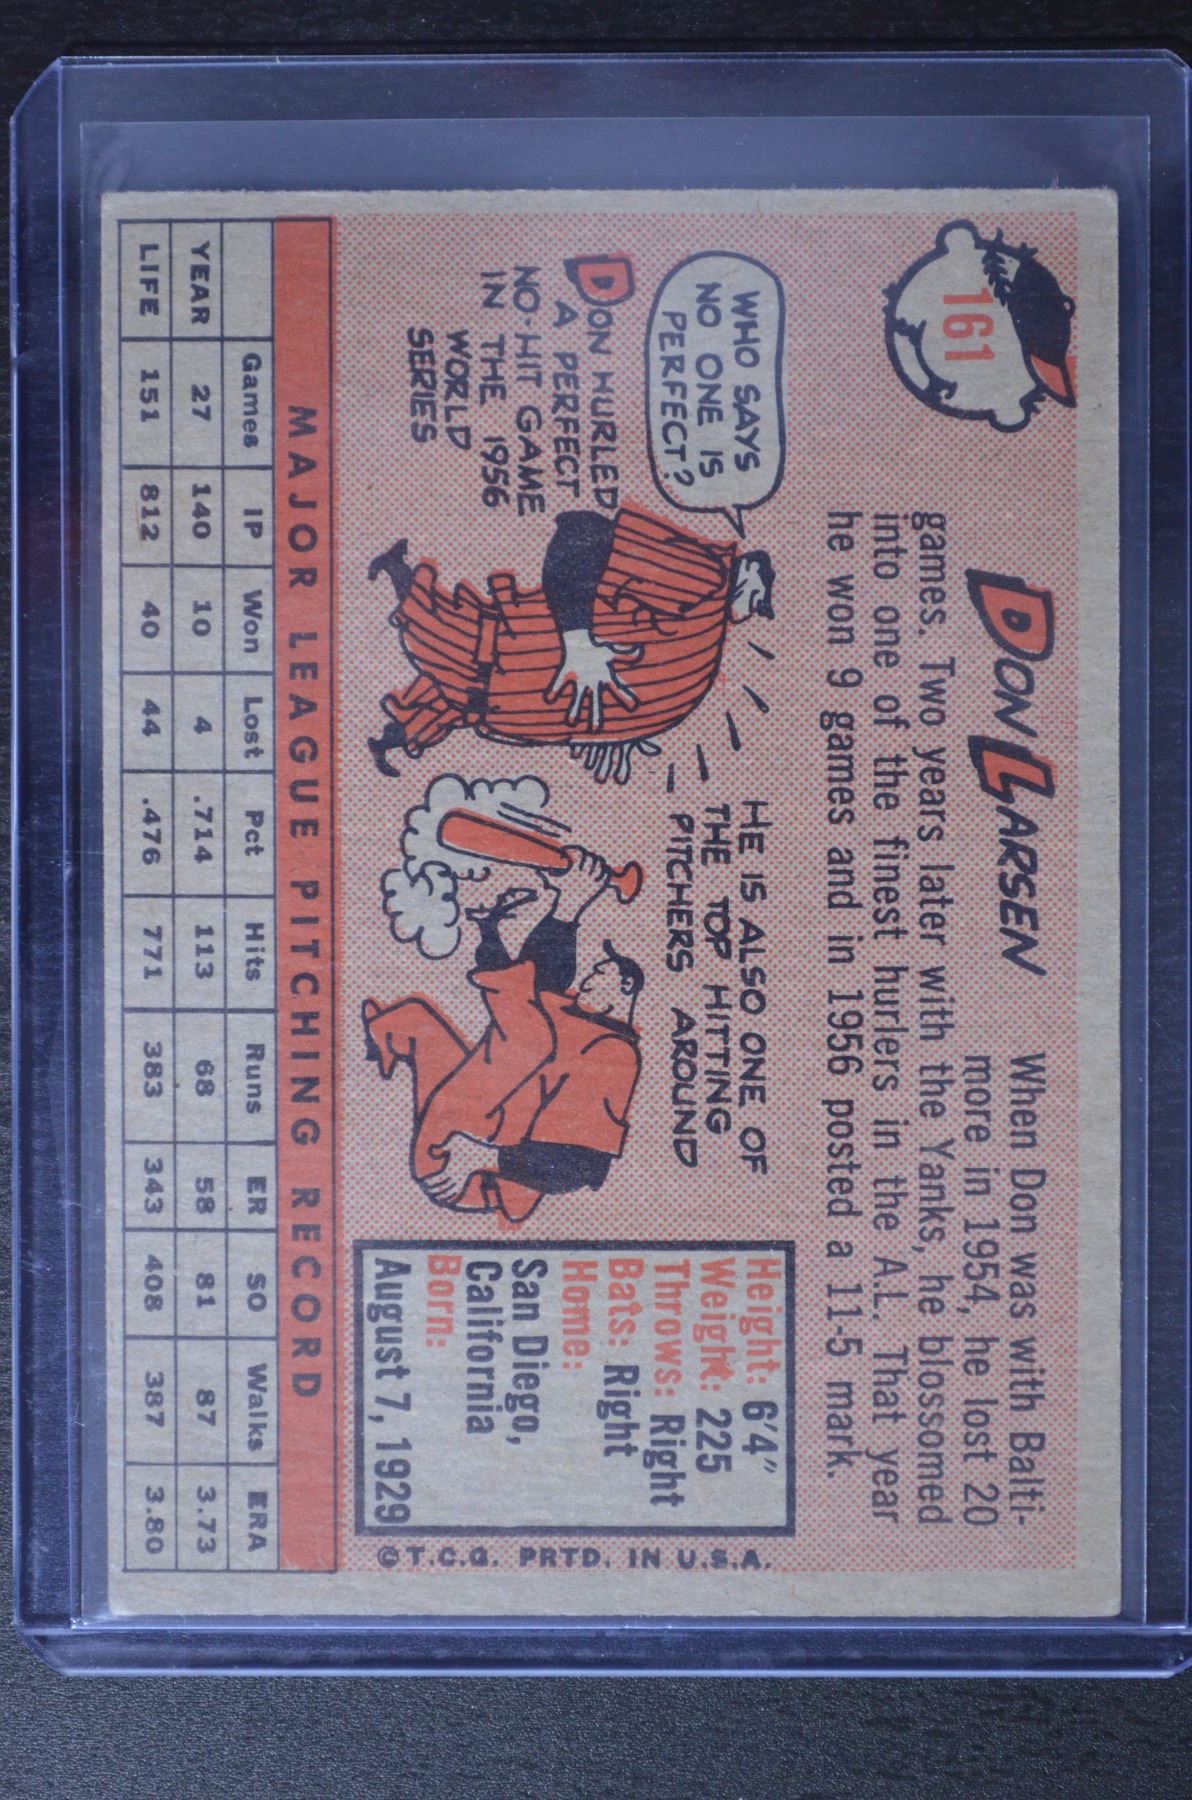 161
DON LARSEN
When Don was with Balti-
more in 1954, he lost 20
games. Two years later with the Yanks, he blossomed
into one of the finest hurlers in the A.L. That year
he won 9 games and in 1956 posted a 11-5 mark.
WHO SAYS
NO ONE IS
PERFECT?
DON HURLED
A PERFECT
NO-HIT GAME
IN THE 1956
WORLD
SERIES
HE IS ALSO ONE OF
THE TOP HITTING
PITCHERS AROUND
Height: 6'4"
Weight: 225
Throws: Right
Bats: Right
Home:
San Diego,
California
Born:
August 7, 1929
©T.C.G. PRTD. IN U.S.A.
MAJOR LEAGUE PITCHING RECORD
Games IP Won Lost Pct Hits Runs ER SO Walks ERA
YEAR 27 140 10 4 .714 113 68 58 81 87 3.73
LIFE 151 812 40 44 .476 771 383 343 408 387 3.80